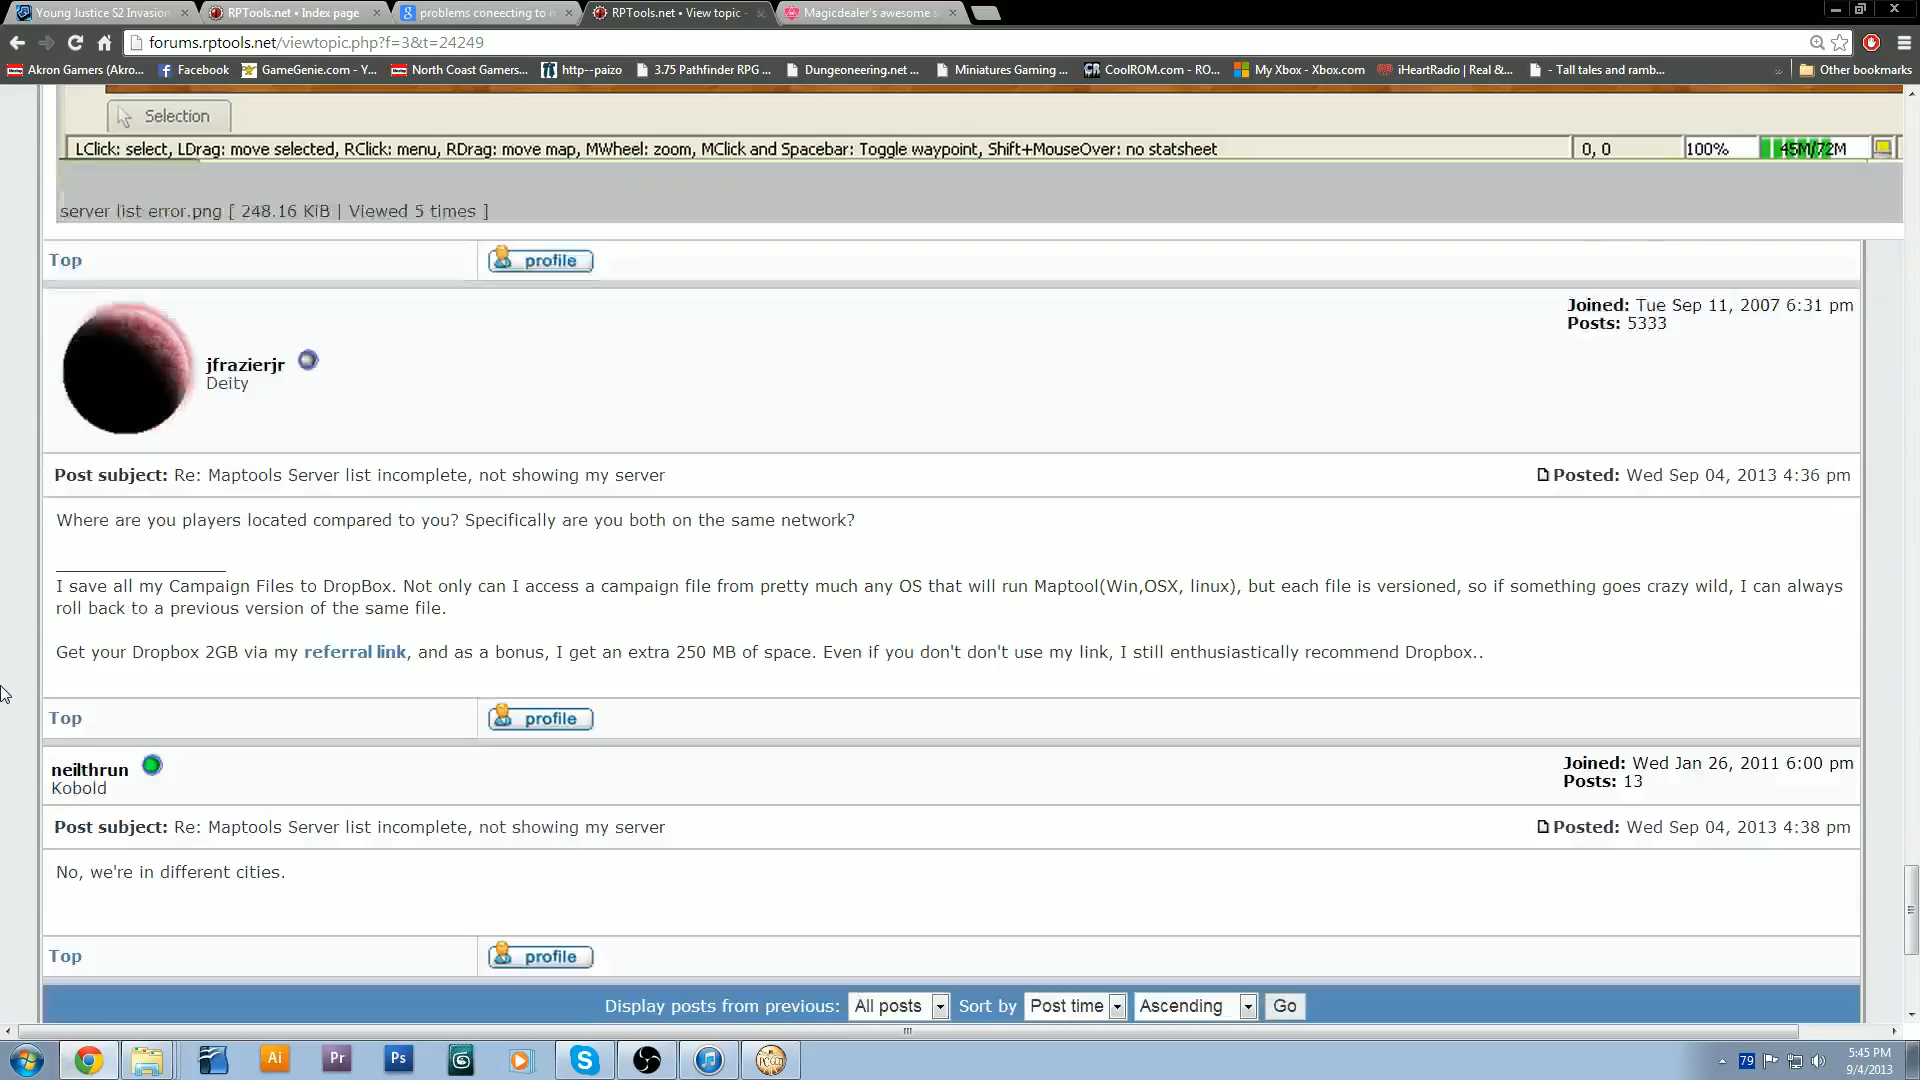 Young Justice S2 Invasion
RPTools.net • Index page
problems coneecting to
RPTools.net • View topic -
Magicdealer's awesome
forums.rptools.net/viewtopic.php?f=3&t=24249
Akron Gamers (Akro...
Facebook
GameGenie.com - Y...
North Coast Gamers...
http--paizo
3.75 Pathfinder RPG ...
Dungeoneering.net ...
Miniatures Gaming ...
CoolROM.com - RO...
My Xbox - Xbox.com
iHeartRadio | Real &...
- Tall tales and ramb...
»
Other bookmarks
Selection
LClick: select, LDrag: move selected, RClick: menu, RDrag: move map, MWheel: zoom, MClick and Spacebar: Toggle waypoint, Shift+MouseOver: no statsheet
0, 0
100%
45M/72M
server list error.png [ 248.16 KiB | Viewed 5 times ]
Top
profile
Joined: Tue Sep 11, 2007 6:31 pm
Posts: 5333
jfrazierjr
Deity
Post subject: Re: Maptools Server list incomplete, not showing my server
Posted: Wed Sep 04, 2013 4:36 pm
Where are you players located compared to you? Specifically are you both on the same network?
I save all my Campaign Files to DropBox. Not only can I access a campaign file from pretty much any OS that will run Maptool(Win,OSX, linux), but each file is versioned, so if something goes crazy wild, I can always
roll back to a previous version of the same file.
Get your Dropbox 2GB via my referral link, and as a bonus, I get an extra 250 MB of space. Even if you don't don't use my link, I still enthusiastically recommend Dropbox..
Top
profile
neilthrun
Kobold
Joined: Wed Jan 26, 2011 6:00 pm
Posts: 13
Post subject: Re: Maptools Server list incomplete, not showing my server
Posted: Wed Sep 04, 2013 4:38 pm
No, we're in different cities.
Top
profile
Display posts from previous: All posts Sort by Post time Ascending Go
Ai
Pr
Ps
79
5:45 PM
9/4/2013